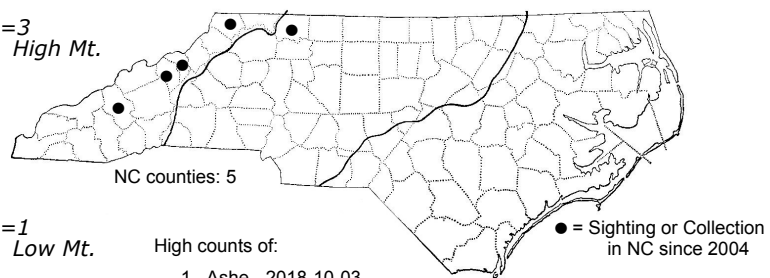 =3
High Mt.
NC counties: 5
=1
Low Mt.
High counts of:
1 - Ashe - 2018-10-03
● = Sighting or Collection
in NC since 2004